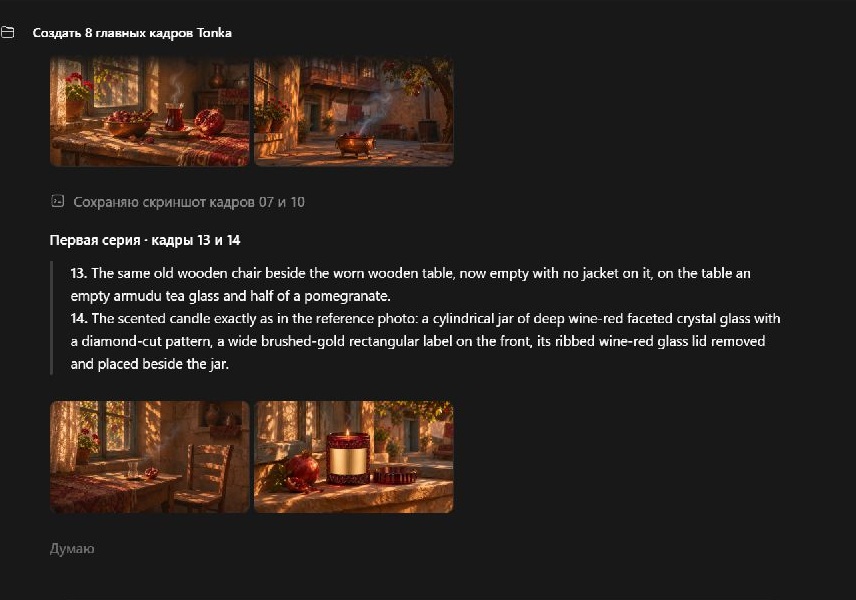 Создать 8 главных кадров Tonka
Сохраняю скриншот кадров 07 и 10
Первая серия · кадры 13 и 14
13. The same old wooden chair beside the worn wooden table, now empty with no jacket on it, on the table an
empty armudu tea glass and half of a pomegranate.
14. The scented candle exactly as in the reference photo: a cylindrical jar of deep wine-red faceted crystal glass with
a diamond-cut pattern, a wide brushed-gold rectangular label on the front, its ribbed wine-red glass lid removed
and placed beside the jar.
Думаю